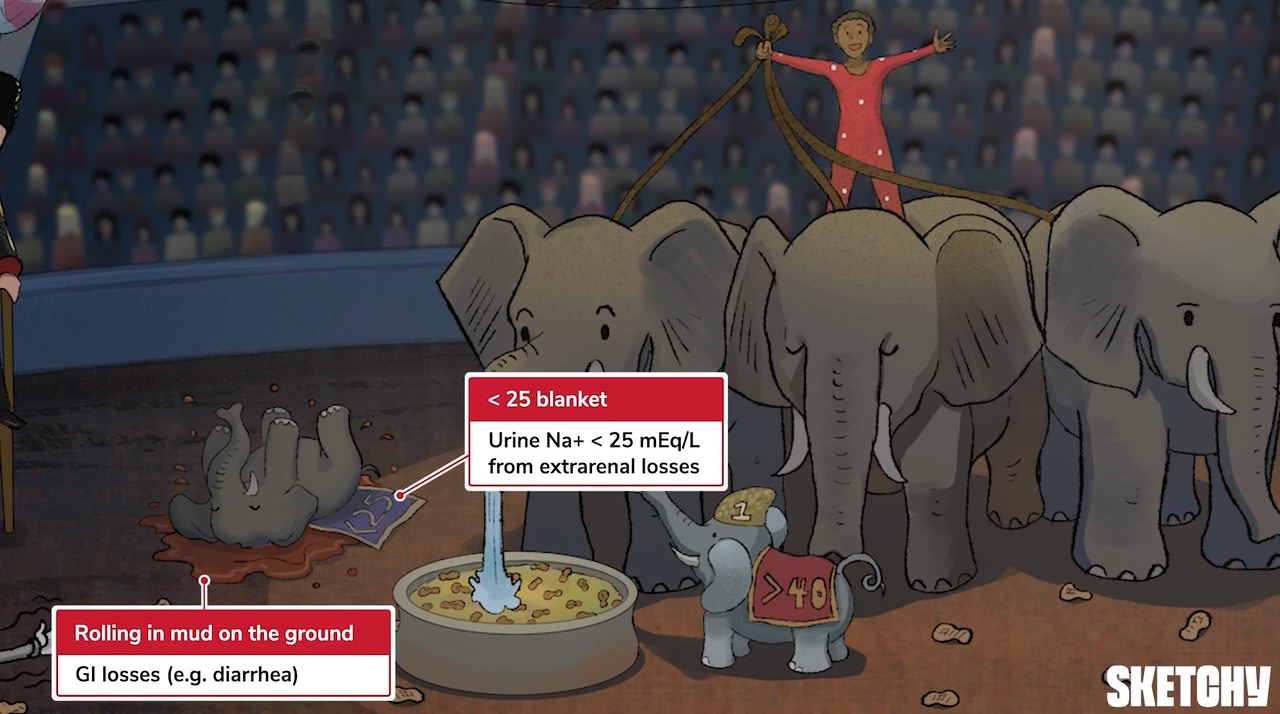 < 25 blanket
Urine Na+ < 25 mEq/L
from extrarenal losses
<25
1
>40
Rolling in mud on the ground
GI losses (e.g. diarrhea)
SKETCHY